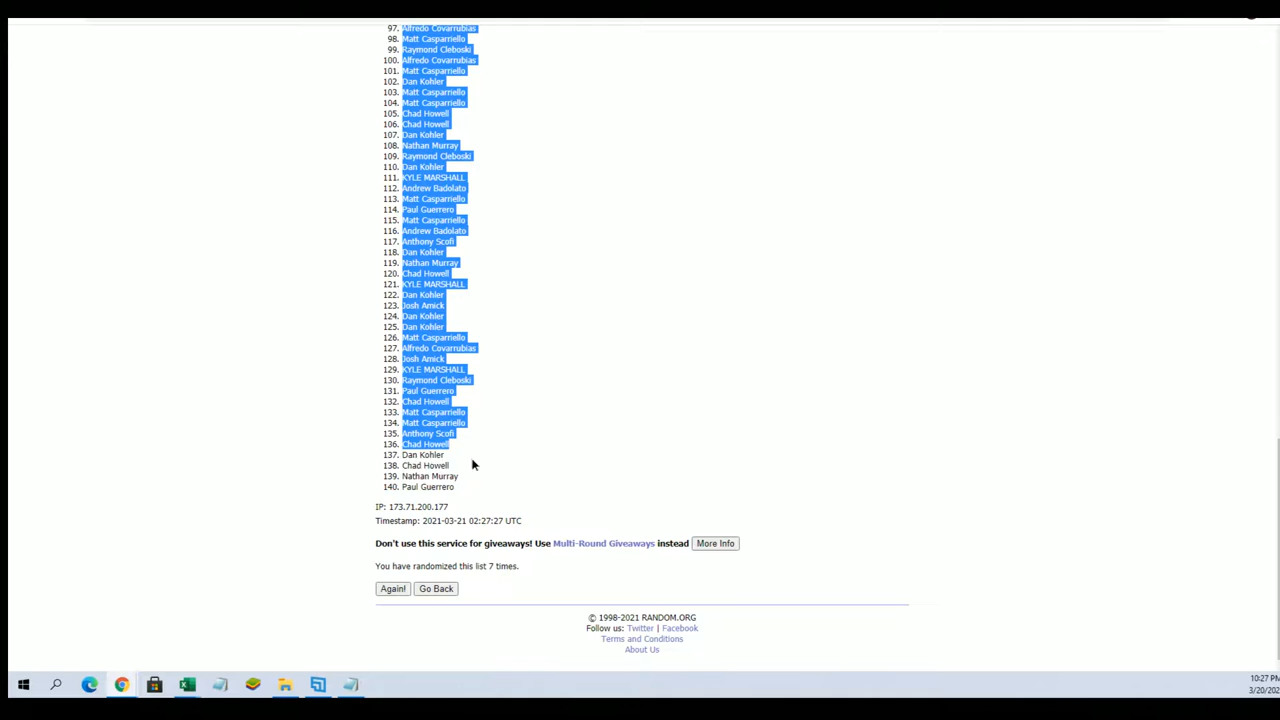 97. Alfredo Covarrubias
98. Matt Casparriello
99. Raymond Cleboski
100. Alfredo Covarrubias
101. Matt Casparriello
102. Dan Kohler
103. Matt Casparriello
104. Matt Casparriello
105. Chad Howell
106. Chad Howell
107. Dan Kohler
108. Nathan Murray
109. Raymond Cleboski
110. Dan Kohler
111. KYLE MARSHALL
112. Andrew Badolato
113. Matt Casparriello
114. Paul Guerrero
115. Matt Casparriello
116. Andrew Badolato
117. Anthony Scofi
118. Dan Kohler
119. Nathan Murray
120. Chad Howell
121. KYLE MARSHALL
122. Dan Kohler
123. Josh Amick
124. Dan Kohler
125. Dan Kohler
126. Matt Casparriello
127. Alfredo Covarrubias
128. Josh Amick
129. KYLE MARSHALL
130. Raymond Cleboski
131. Paul Guerrero
132. Chad Howell
133. Matt Casparriello
134. Matt Casparriello
135. Anthony Scofi
136. Chad Howell
137. Dan Kohler
138. Chad Howell
139. Nathan Murray
140. Paul Guerrero
IP: 173.71.200.177
Timestamp: 2021-03-21 02:27:27 UTC
Don't use this service for giveaways! Use Multi-Round Giveaways instead More Info
You have randomized this list 7 times.
Again! Go Back
© 1998-2021 RANDOM.ORG
Follow us: Twitter | Facebook
Terms and Conditions
About Us
10:27 PM
3/20/202